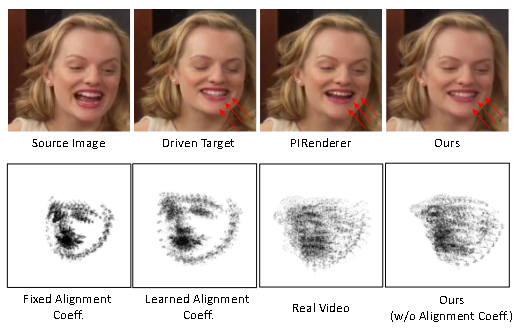 Source Image
Driven Target
PIRenderer
Ours
Fixed Alignment
Coeff.
Learned Alignment
Coeff.
Real Video
Ours
(w/o Alignment Coeff.)